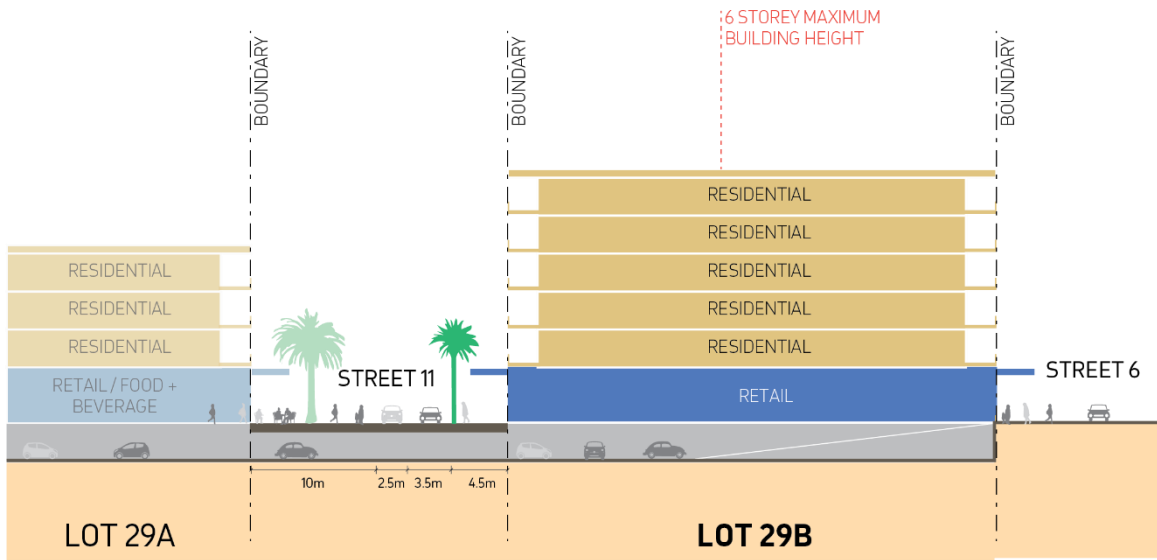 6 STOREY MAXIMUM
BUILDING HEIGHT
BOUNDARY
BOUNDARY
BOUNDARY
RESIDENTIAL
RESIDENTIAL
RESIDENTIAL
RESIDENTIAL
RESIDENTIAL
RETAIL
RESIDENTIAL
RESIDENTIAL
RESIDENTIAL
RETAIL / FOOD +
BEVERAGE
STREET 11
STREET 6
10m
2.5m
3.5m
4.5m
LOT 29A
LOT 29B